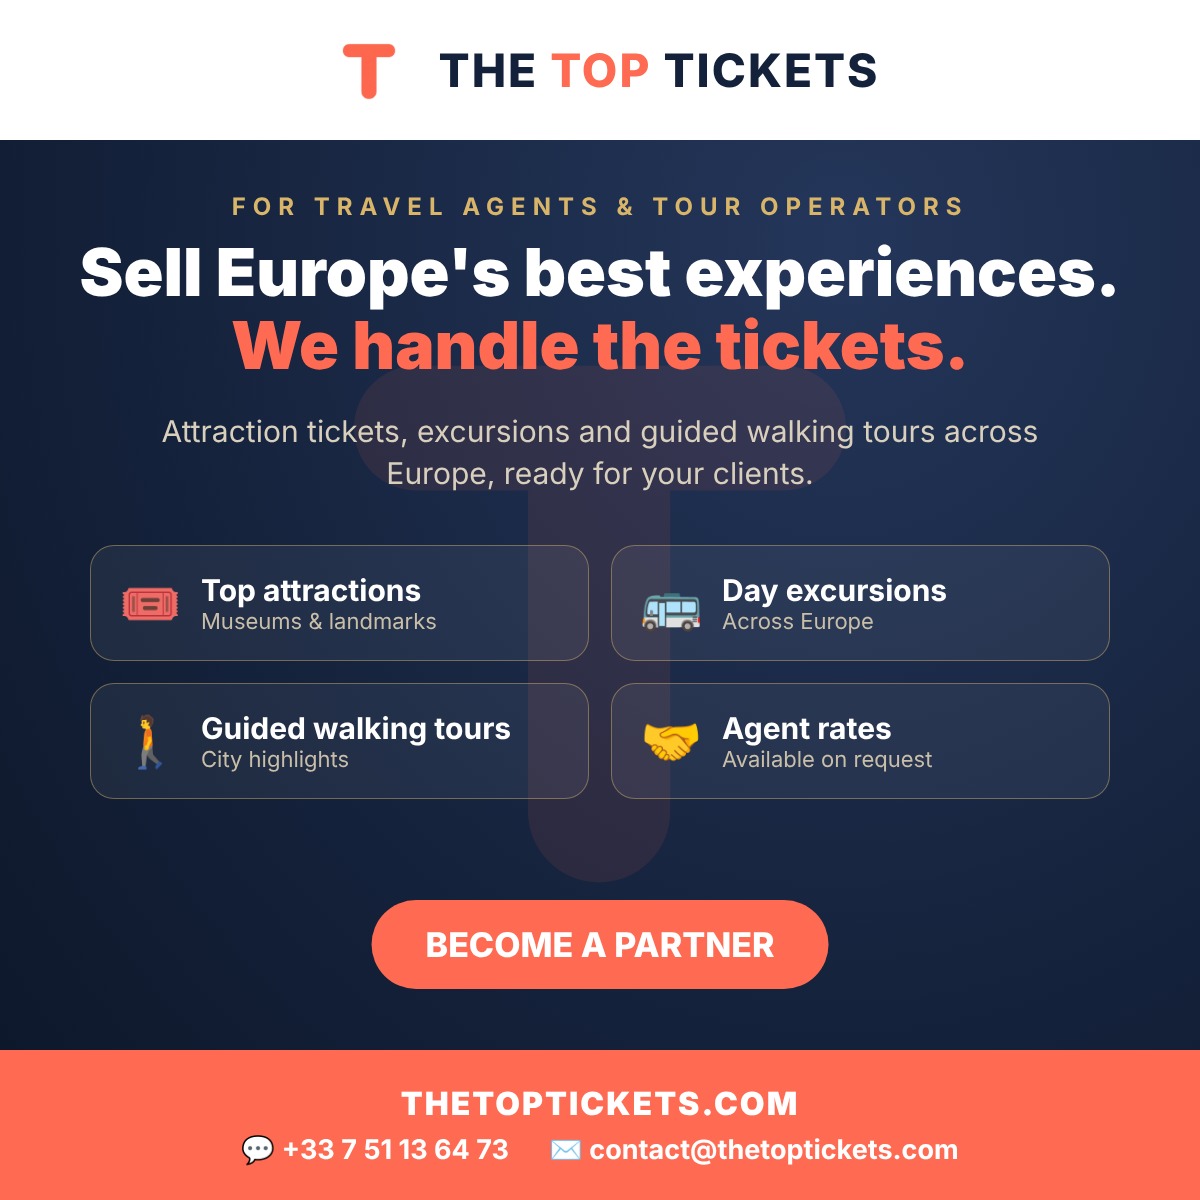 T THE TOP TICKETS
FOR TRAVEL AGENTS & TOUR OPERATORS
Sell Europe's best experiences.
We handle the tickets.
Attraction tickets, excursions and guided walking tours across
Europe, ready for your clients.
Top attractions
Museums & landmarks
Day excursions
Across Europe
Guided walking tours
City highlights
Agent rates
Available on request
BECOME A PARTNER
THETOPTICKETS.COM
+33 7 51 13 64 73 contact@thetoptickets.com